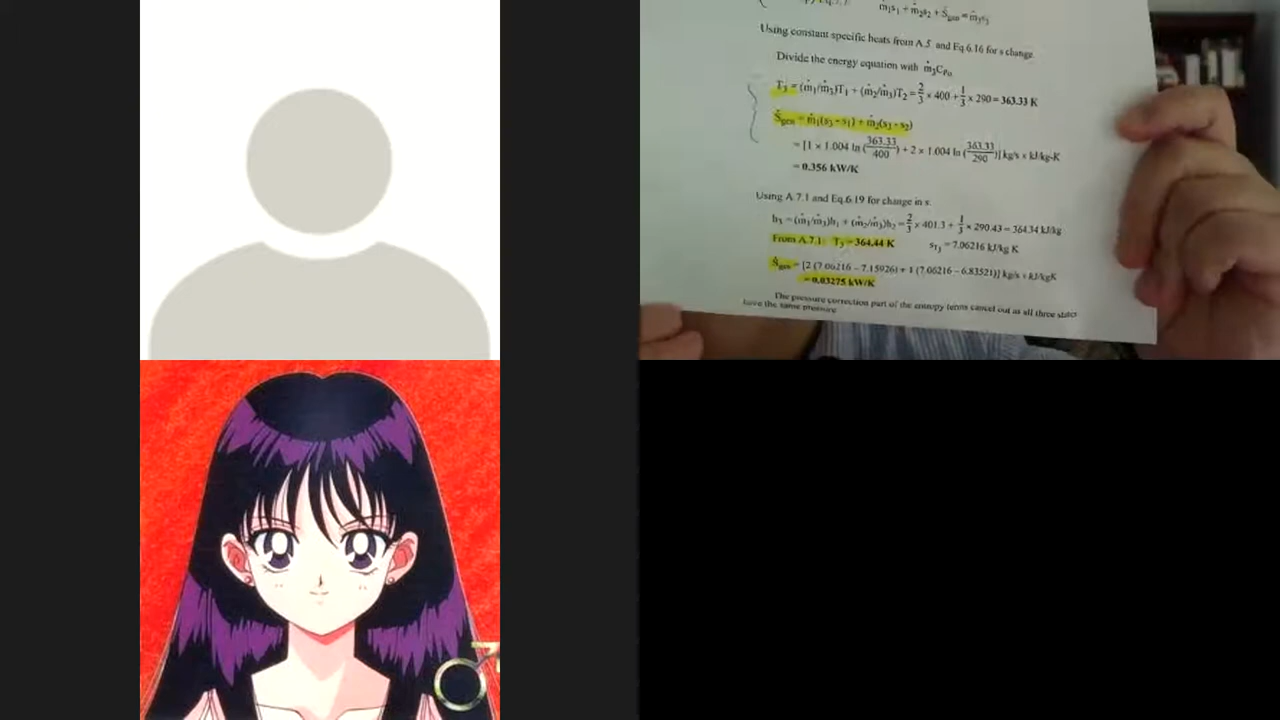 ṁ₁s₁ + ṁ₂s₂ + Ṡgen = ṁ₃s₃
Using constant specific heats from A.5 and Eq.6.16 for s change.
Divide the energy equation with ṁ₃CPo
T₃ = (ṁ₁/ṁ₃)T₁ + (ṁ₂/ṁ₃)T₂ = 2/3 × 400 + 1/3 × 290 = 363.33 K
Ṡgen = ṁ₁(s₃ - s₁) + ṁ₂(s₃ - s₂)
= [1 × 1.004 ln (363.33/400) + 2 × 1.004 ln (363.33/290)] kg/s × kJ/kg-K
= 0.356 kW/K
Using A.7.1 and Eq.6.19 for change in s.
h₃ = (ṁ₁/ṁ₃)h₁ + (ṁ₂/ṁ₃)h₂ = 2/3 × 401.3 + 1/3 × 290.43 = 364.34 kJ/kg
From A.7.1: T₃ = 364.44 K sT₃ = 7.06216 kJ/kg K
Ṡgen = [2 (7.06216 − 7.15926) + 1 (7.06216 − 6.83521)] kg/s × kJ/kgK
= 0.03275 kW/K
The pressure correction part of the entropy terms cancel out as all three states
have the same pressure.